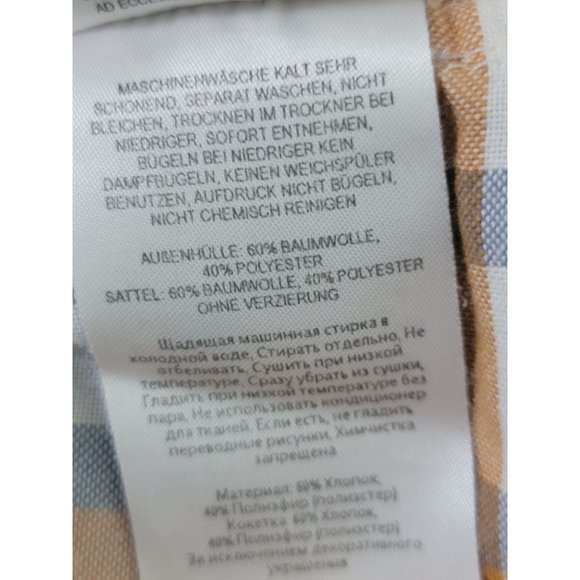 AD
MASCHINENWÄSCHE KALT SEHR
SCHONEND, SEPARAT WASCHEN, NICHT
BLEICHEN, TROCKNEN IM TROCKNER BEI
NIEDRIGER, SOFORT ENTNEHMEN,
BÜGELN BEI NIEDRIGER KEIN
DAMPFBÜGELN, KEINEN WEICHSPÜLER
BENUTZEN, AUFDRUCK NICHT BÜGELN,
NICHT CHEMISCH REINIGEN
AUßENHÜLLE: 60% BAUMWOLLE,
40% POLYESTER
SATTEL: 60% BAUMWOLLE, 40% POLYESTER
OHNE VERZIERUNG
Щадящая машинная стирка в
холодной воде, Стирать отдельно, Не
отбеливать, Сушить при низкой
температуре, Сразу убрать из сушки,
Гладить при низкой температуре без
пара, Не использовать кондиционер
для тканей. Если есть, не гладить
переводные рисунки, Химчистка
запрещена
Материал: 60% Хлопок,
40% Полиэфир (полиэстер)
Кокетка 60% Хлопок,
40% Полиэфир (полиэстер)
За исключением декоративного
украшения